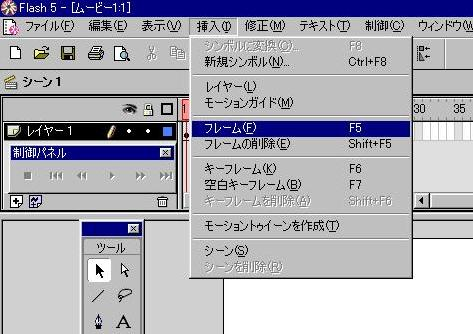 Flash 5 - [ムービー1:1]
ファイル(F) 編集(E) 表示(V) 挿入(I) 修正(M) テキスト(T) 制御(C) ウィンドウ(W
シンボルに変換(C)... F8
新規シンボル(N)... Ctrl+F8
シーン 1
レイヤー(L)
モーションガイド(M)
1 30 35
レイヤー 1
フレーム(F) F5
フレームの削除(E) Shift+F5
制御パネル
キーフレーム(K) F6
空白キーフレーム(B) F7
キーフレームを削除(A) Shift+F6
モーショントゥイーンを作成(T)
ツール
シーン(S)
シーンを削除(R)
A